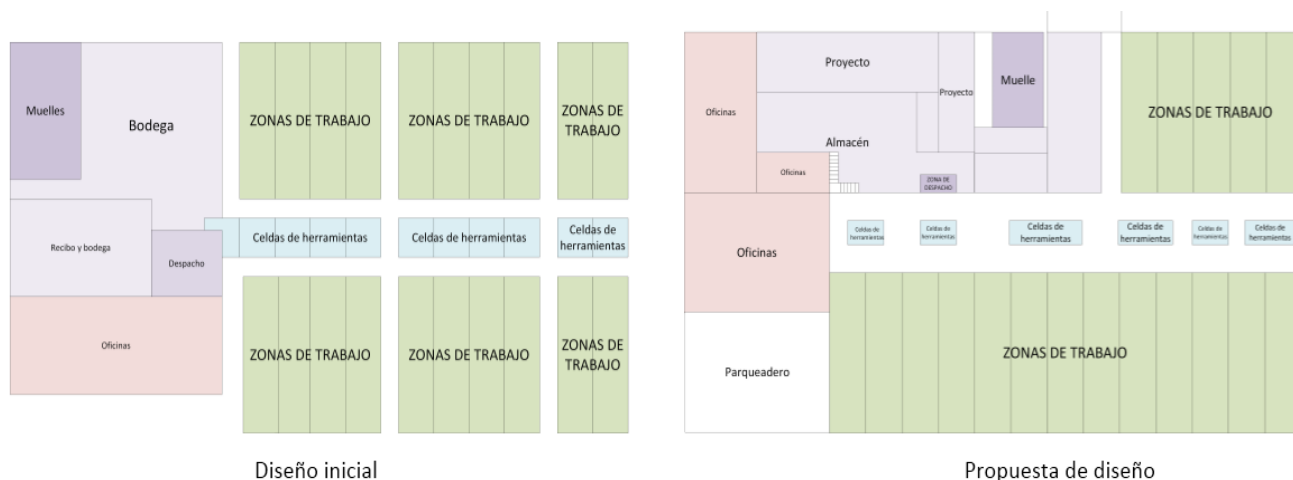 Muelles
Bodega
ZONAS DE TRABAJO
ZONAS DE TRABAJO
ZONAS DE
TRABAJO
Recibo y bodega
Despacho
Celdas de herramientas
Celdas de herramientas
Celdas de
herramientas
Oficinas
ZONAS DE TRABAJO
ZONAS DE TRABAJO
ZONAS DE
TRABAJO
Diseño inicial
Oficinas
Proyecto
Proyecto
Muelle
ZONAS DE TRABAJO
Almacén
Oficinas
ZONA DE
DESPACHO
Oficinas
Celdas de
herramientas
Celdas de
herramientas
Celdas de
herramientas
Celdas de
herramientas
Celdas de
herramientas
Celdas de
herramientas
Parqueadero
ZONAS DE TRABAJO
Propuesta de diseño